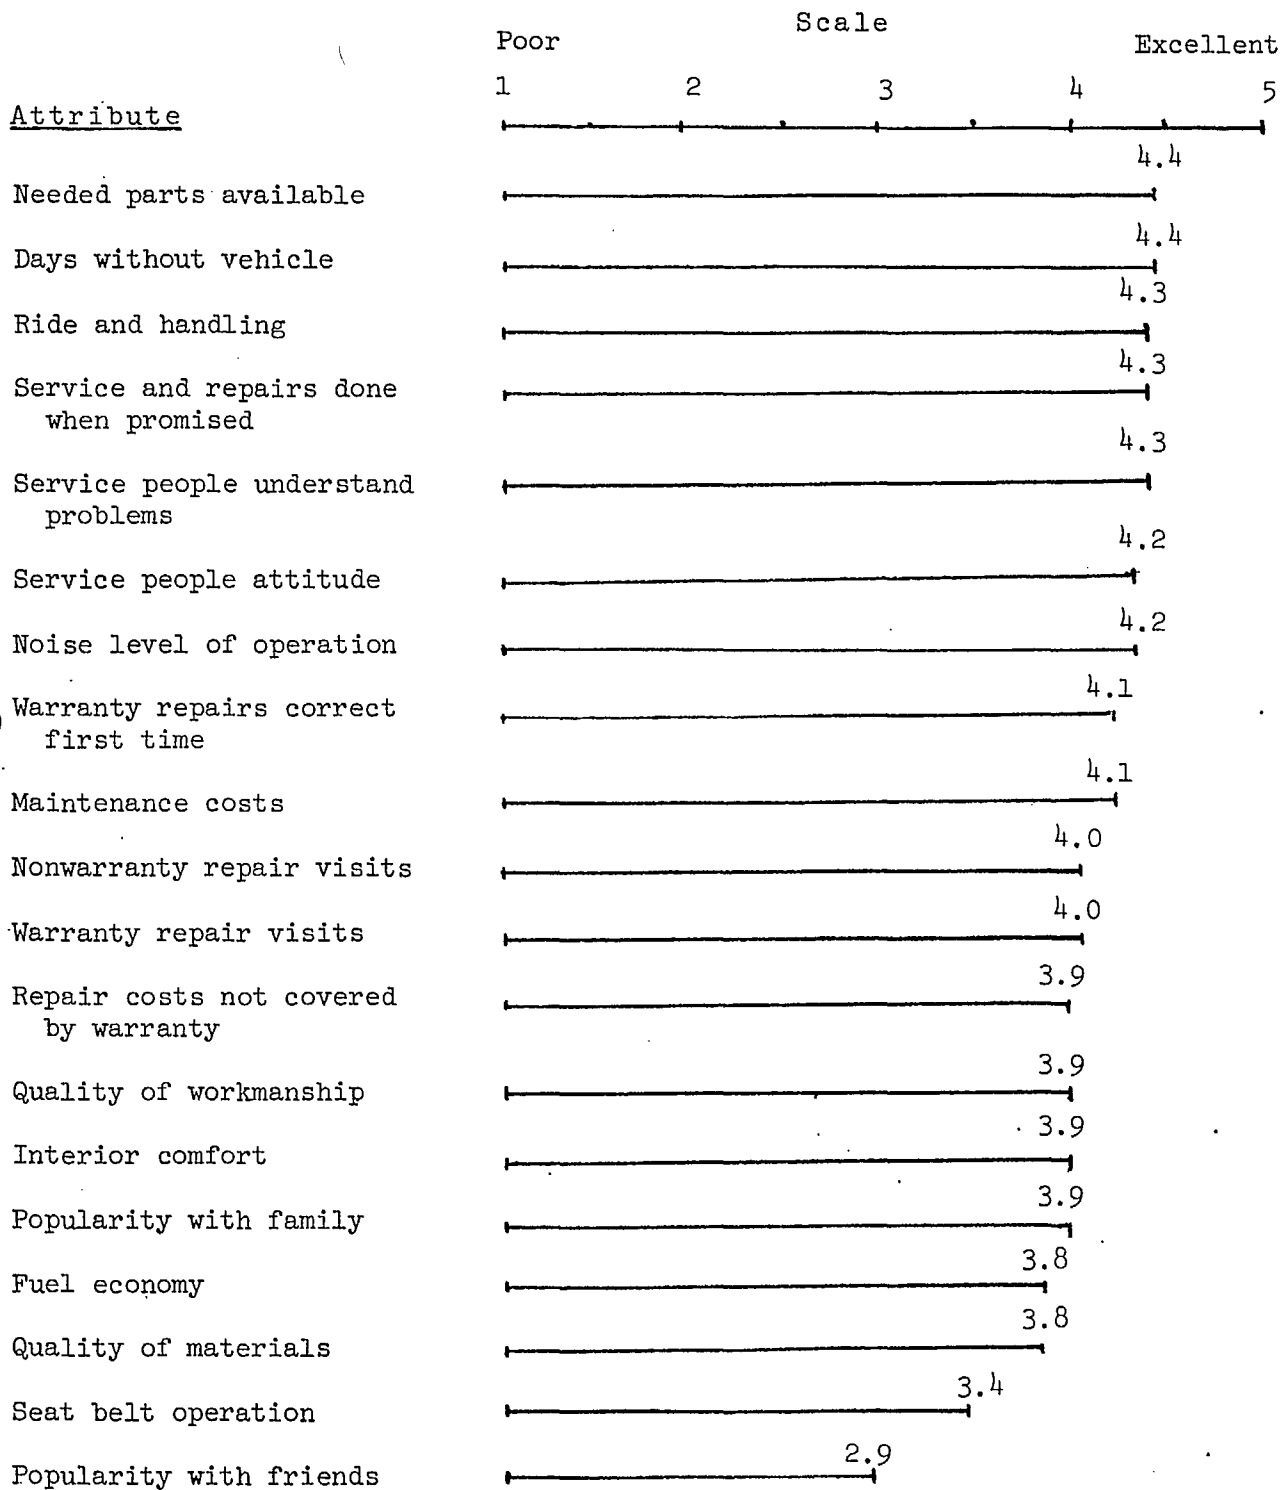 Scale
Poor Excellent
1 2 3 4 5
Attribute
4.4
Needed parts available
4.4
Days without vehicle
4.3
Ride and handling
4.3
Service and repairs done
when promised
4.3
Service people understand
problems
4.2
Service people attitude
4.2
Noise level of operation
4.1
Warranty repairs correct
first time
4.1
Maintenance costs
4.0
Nonwarranty repair visits
4.0
Warranty repair visits
3.9
Repair costs not covered
by warranty
3.9
Quality of workmanship
3.9
Interior comfort
3.9
Popularity with family
3.8
Fuel economy
3.8
Quality of materials
3.4
Seat belt operation
2.9
Popularity with friends